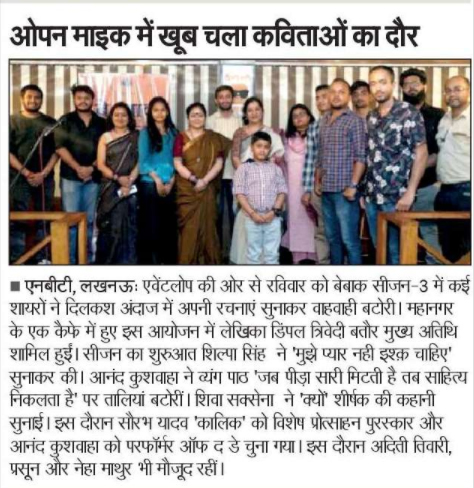 ओपन माइक में खूब चला कविताओं का दौर
■ एनबीटी, लखनऊ: एवेंटलोप की ओर से रविवार को बेबाक सीजन-3 में कई
शायरों ने दिलकश अंदाज में अपनी रचनाएं सुनाकर वाहवाही बटोरी। महानगर
के एक कैफे में हुए इस आयोजन में लेखिका डिंपल त्रिवेदी बतौर मुख्य अतिथि
शामिल हुईं। सीजन का शुरुआत शिल्पा सिंह ने 'मुझे प्यार नही इश्क़ चाहिए'
सुनाकर की। आनंद कुशवाहा ने व्यंग पाठ 'जब पीड़ा सारी मिटती है तब साहित्य
निकलता है' पर तालियां बटोरीं। शिवा सक्सेना ने 'क्यों' शीर्षक की कहानी
सुनाई। इस दौरान सौरभ यादव 'कालिक' को विशेष प्रोत्साहन पुरस्कार और
आनंद कुशवाहा को परफॉर्मर ऑफ द डे चुना गया। इस दौरान अदिती तिवारी,
प्रसून और नेहा माथुर भी मौजूद रहीं।